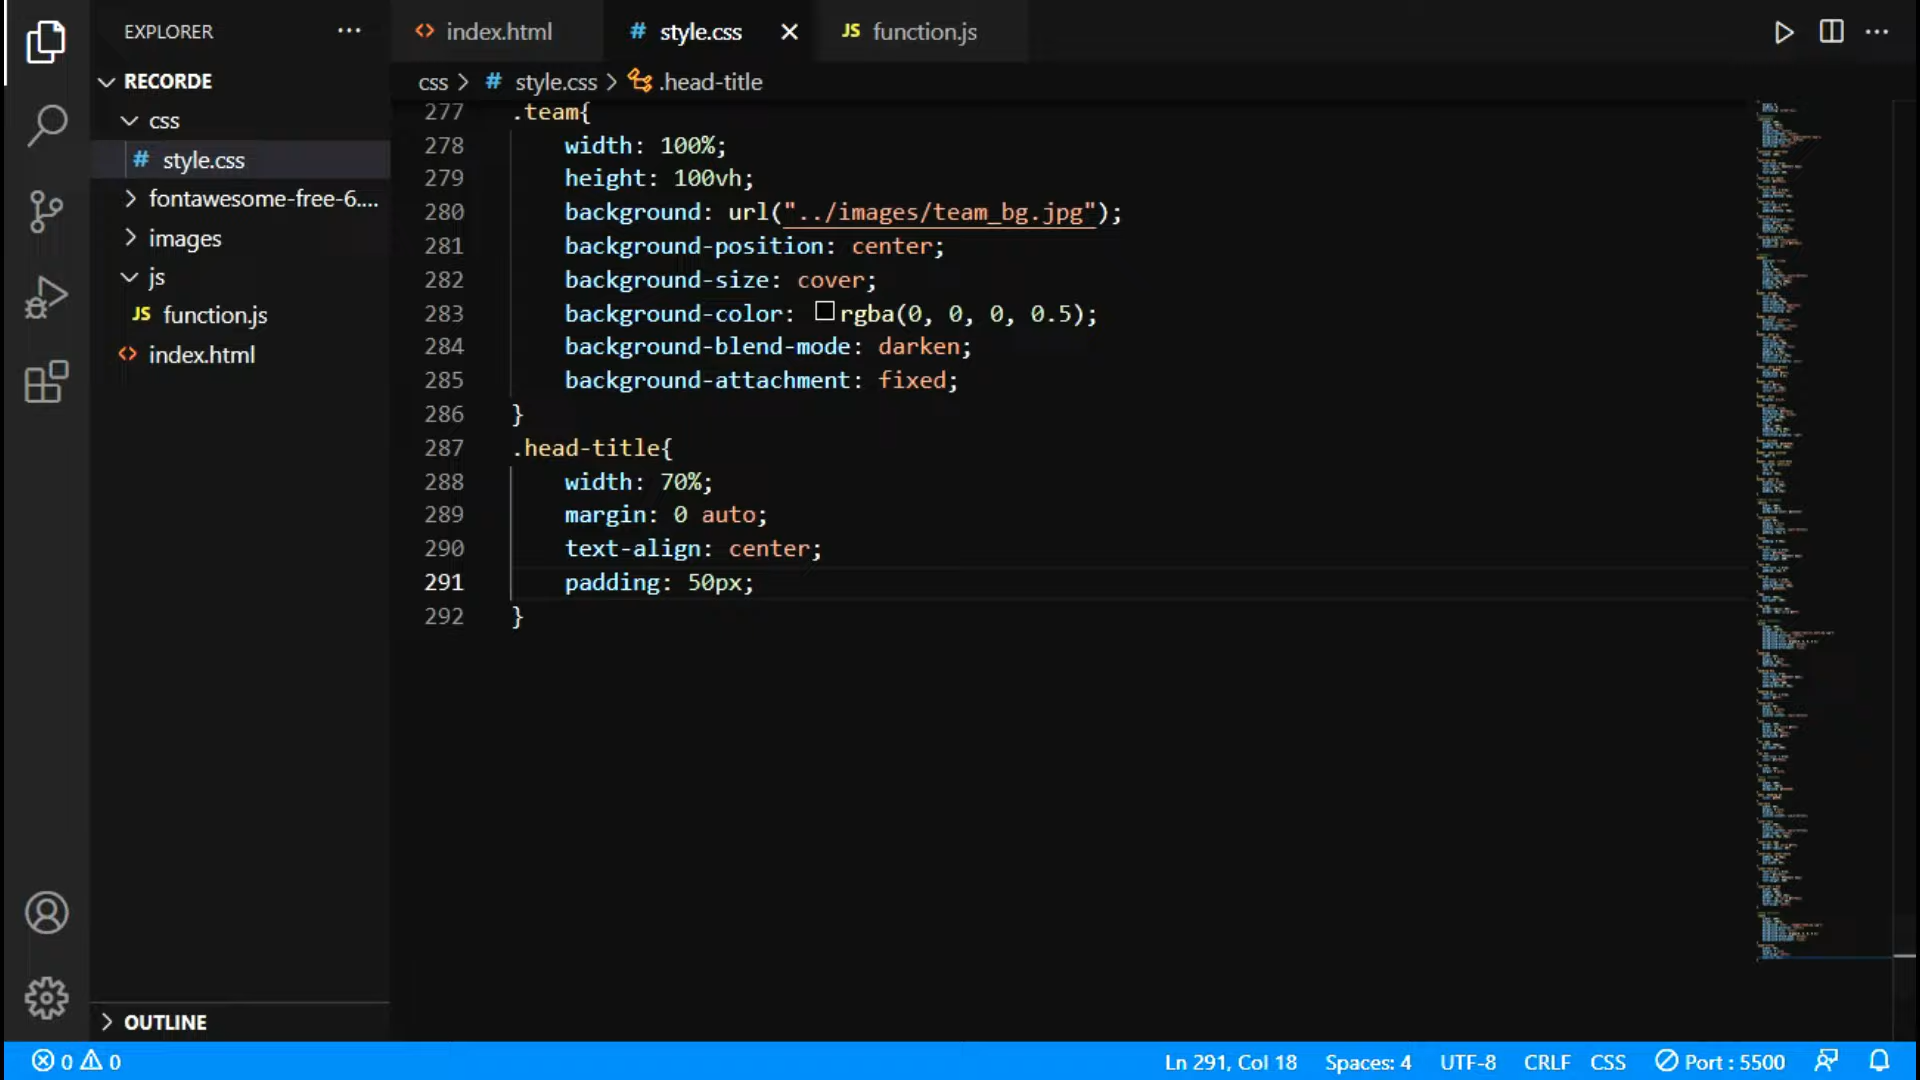 EXPLORER
RECORDE
css
# style.css
fontawesome-free-6....
images
js
JS function.js
<> index.html
OUTLINE
<> index.html
# style.css
JS function.js
css > # style.css > .head-title
277 .team{
278 width: 100%;
279 height: 100vh;
280 background: url("../images/team_bg.jpg");
281 background-position: center;
282 background-size: cover;
283 background-color: rgba(0, 0, 0, 0.5);
284 background-blend-mode: darken;
285 background-attachment: fixed;
286 }
287 .head-title{
288 width: 70%;
289 margin: 0 auto;
290 text-align: center;
291 padding: 50px;
292 }
0 0
Ln 291, Col 18
Spaces: 4
UTF-8
CRLF
CSS
Port : 5500